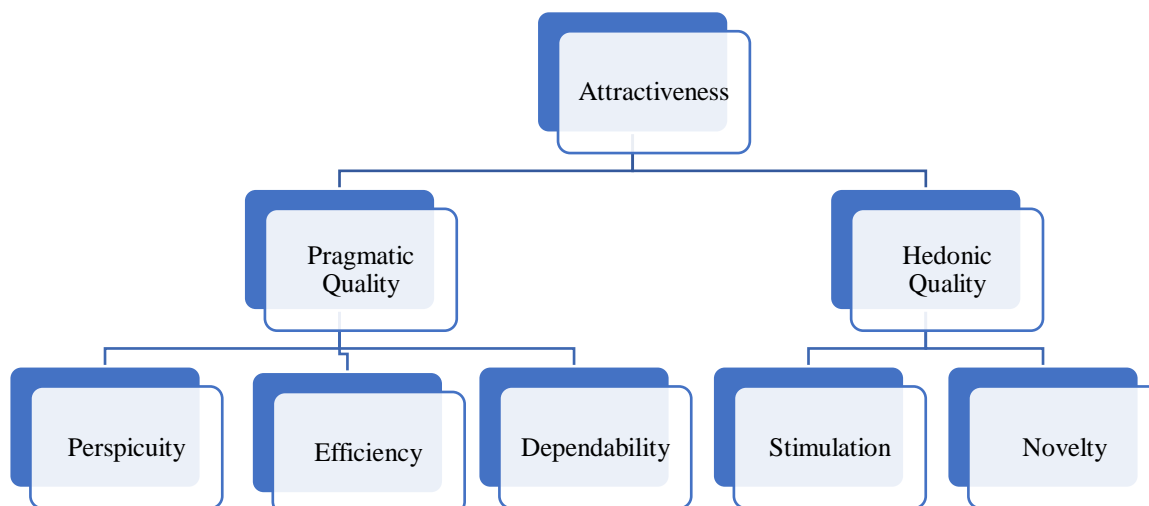 Attractiveness
Pragmatic
Quality
Hedonic
Quality
Perspicuity
Efficiency
Dependability
Stimulation
Novelty